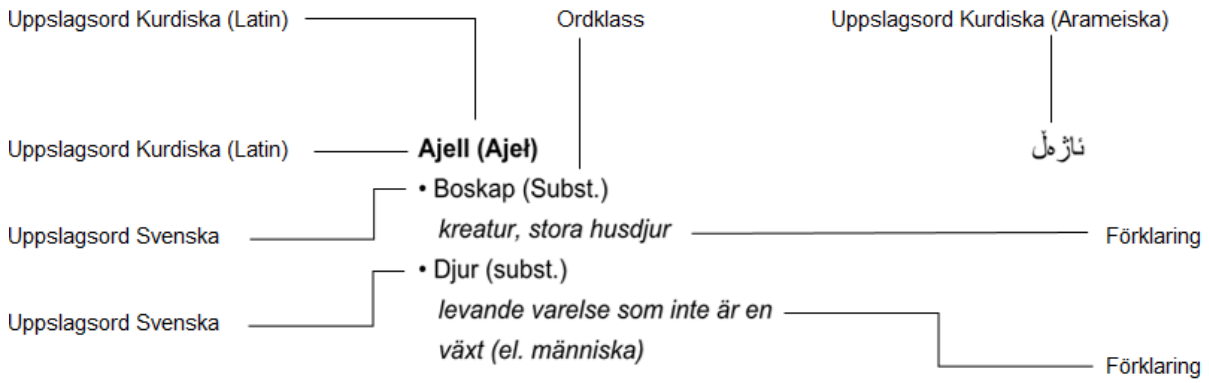 Uppslagsord Kurdiska (Latin) Ordklass Uppslagsord Kurdiska (Arameiska)
Uppslagsord Kurdiska (Latin) Ajell (Ajeł) ئاژەڵ
• Boskap (Subst.)
Uppslagsord Svenska kreatur, stora husdjur Förklaring
• Djur (subst.)
Uppslagsord Svenska levande varelse som inte är en
växt (el. människa)
Förklaring